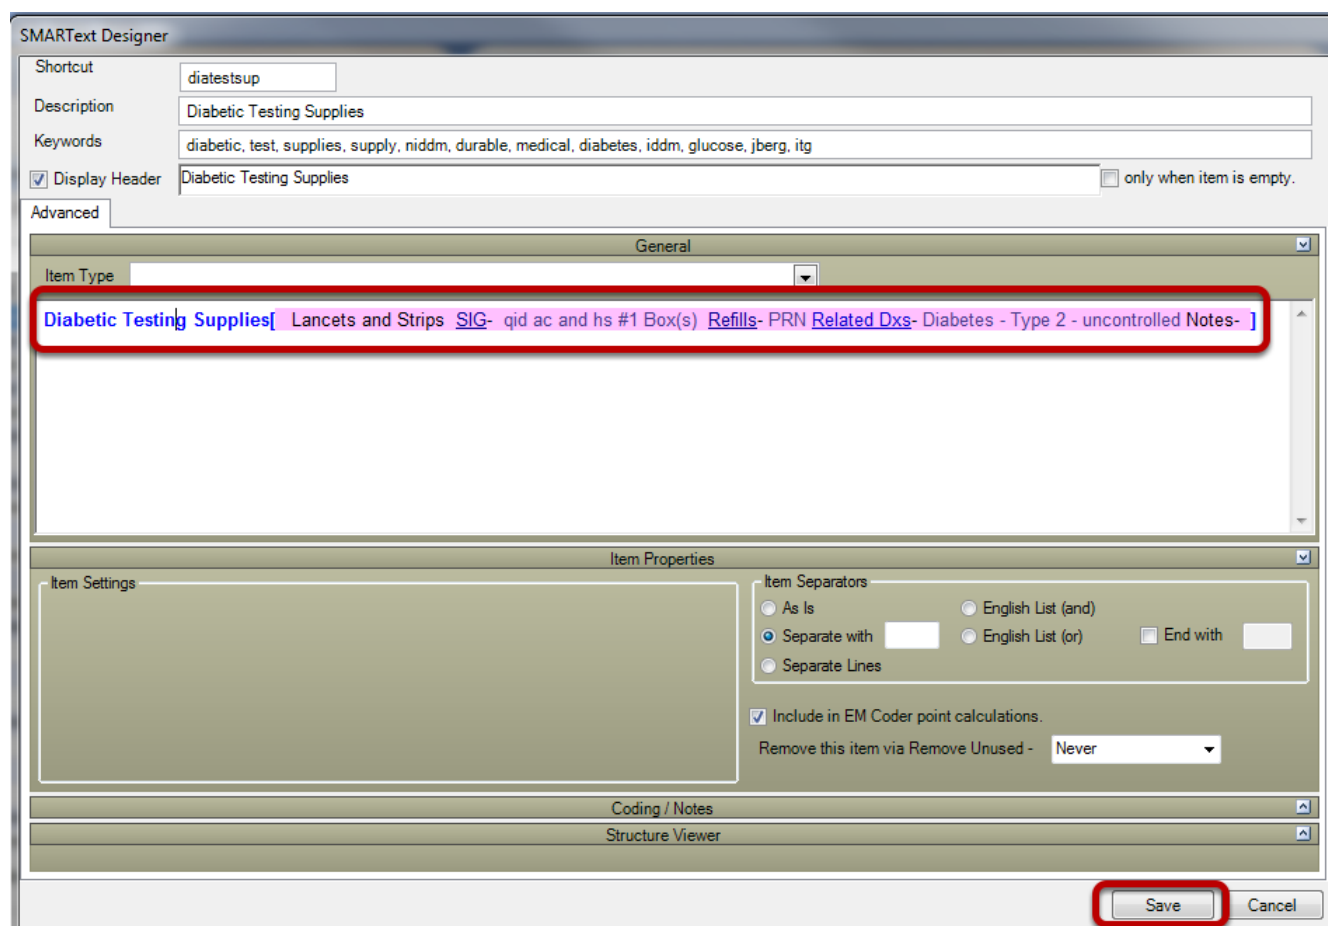 SMARText Designer
Shortcut diatestsup
Description Diabetic Testing Supplies
Keywords diabetic, test, supplies, supply, niddm, durable, medical, diabetes, iddm, glucose, jberg, itg
Display Header Diabetic Testing Supplies only when item is empty.
Advanced
General
Item Type
Diabetic Testing Supplies[ Lancets and Strips SIG- qid ac and hs #1 Box(s) Refills- PRN Related Dxs- Diabetes - Type 2 - uncontrolled Notes- ]
Item Properties
Item Settings
Item Separators
As Is English List (and)
Separate with English List (or) End with
Separate Lines
Include in EM Coder point calculations.
Remove this item via Remove Unused - Never
Coding / Notes
Structure Viewer
Save Cancel